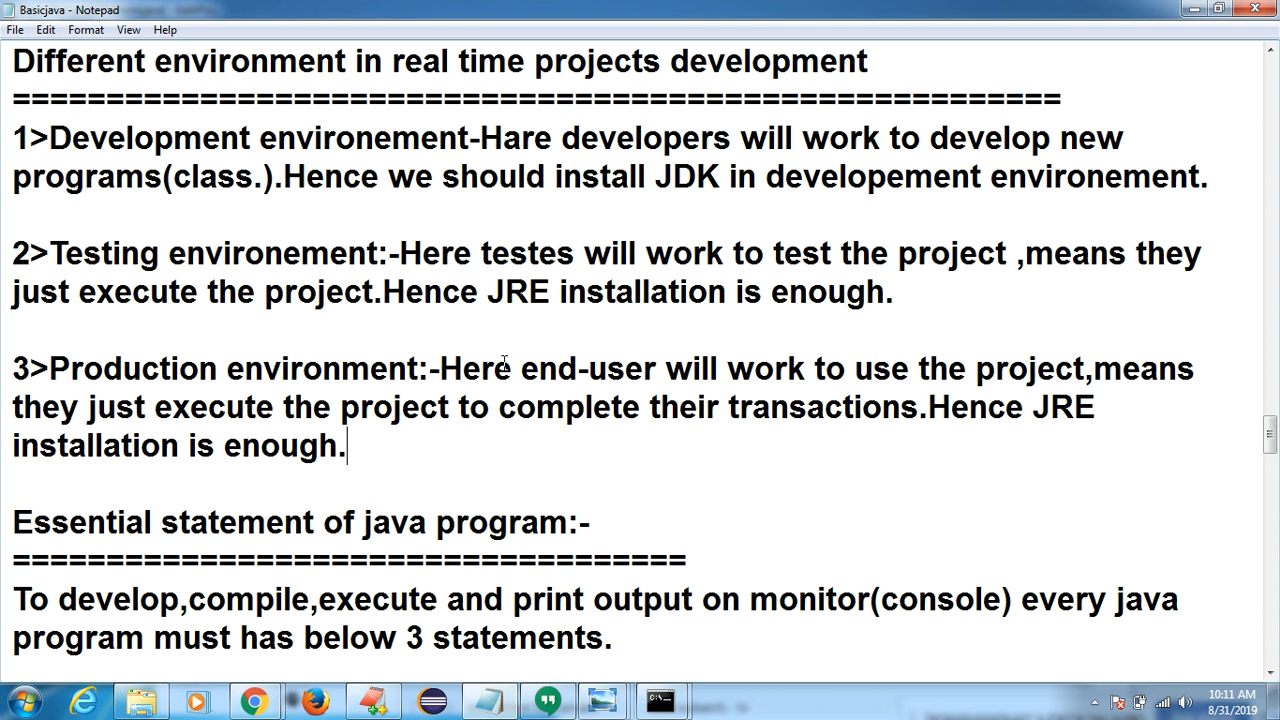 Basicjava - Notepad
File Edit Format View Help
Different environment in real time projects development
========================================================
1>Development environement-Hare developers will work to develop new
programs(class.).Hence we should install JDK in developement environement.
2>Testing environement:-Here testes will work to test the project ,means they
just execute the project.Hence JRE installation is enough.
3>Production environment:-Here end-user will work to use the project,means
they just execute the project to complete their transactions.Hence JRE
installation is enough.
Essential statement of java program:-
====================================
To develop,compile,execute and print output on monitor(console) every java
program must has below 3 statements.
10:11 AM
8/31/2019